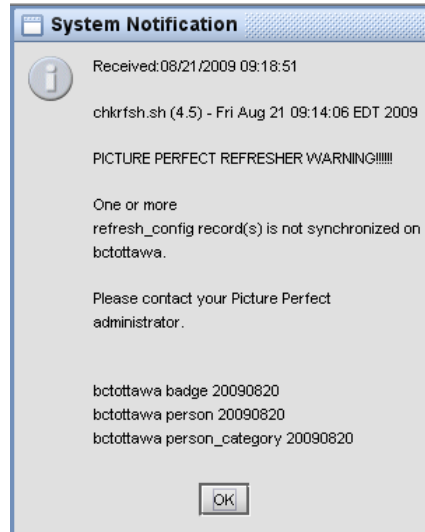 System Notification
Received:08/21/2009 09:18:51
chkrfsh.sh (4.5) - Fri Aug 21 09:14:06 EDT 2009
PICTURE PERFECT REFRESHER WARNING!!!!!!
One or more
refresh_config record(s) is not synchronized on
bctottawa.
Please contact your Picture Perfect
administrator.
bctottawa badge 20090820
bctottawa person 20090820
bctottawa person_category 20090820
OK